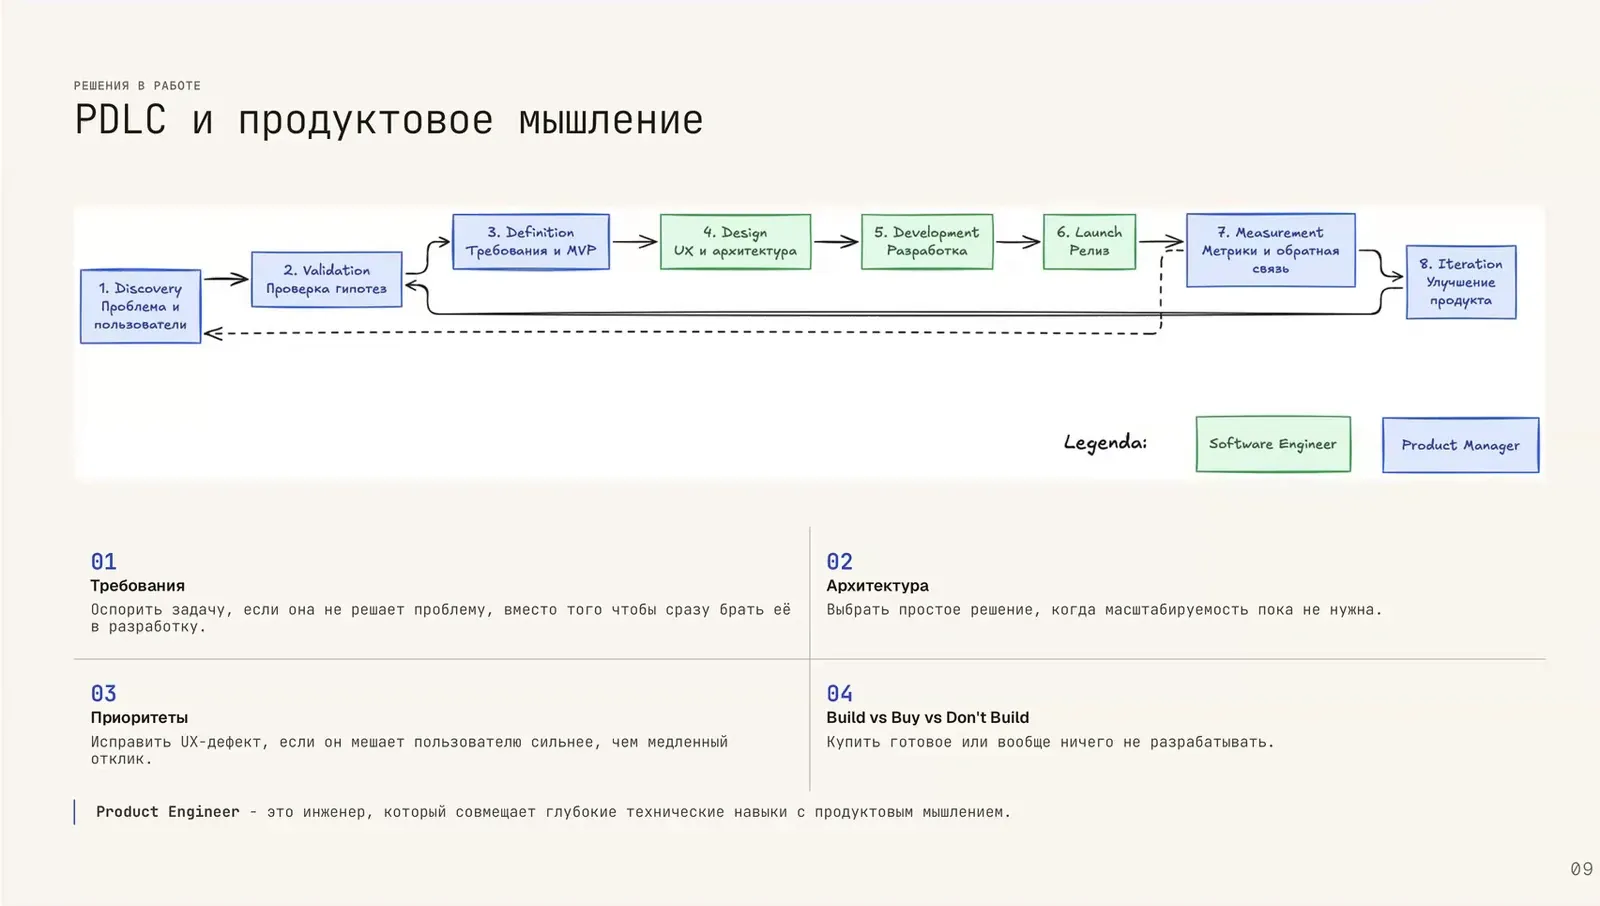 РЕШЕНИЯ В РАБОТЕ
PDLC и продуктовое мышление
1. Discovery
Проблема и
пользователи
2. Validation
Проверка гипотез
3. Definition
Требования и MVP
4. Design
UX и архитектура
5. Development
Разработка
6. Launch
Релиз
7. Measurement
Метрики и обратная
связь
8. Iteration
Улучшение
продукта
Legenda:
Software Engineer
Product Manager
01
Требования
Оспорить задачу, если она не решает проблему, вместо того чтобы сразу брать её
в разработку.
02
Архитектура
Выбрать простое решение, когда масштабируемость пока не нужна.
03
Приоритеты
Исправить UX-дефект, если он мешает пользователю сильнее, чем медленный
отклик.
04
Build vs Buy vs Don't Build
Купить готовое или вообще ничего не разрабатывать.
Product Engineer - это инженер, который совмещает глубокие технические навыки с продуктовым мышлением.
09